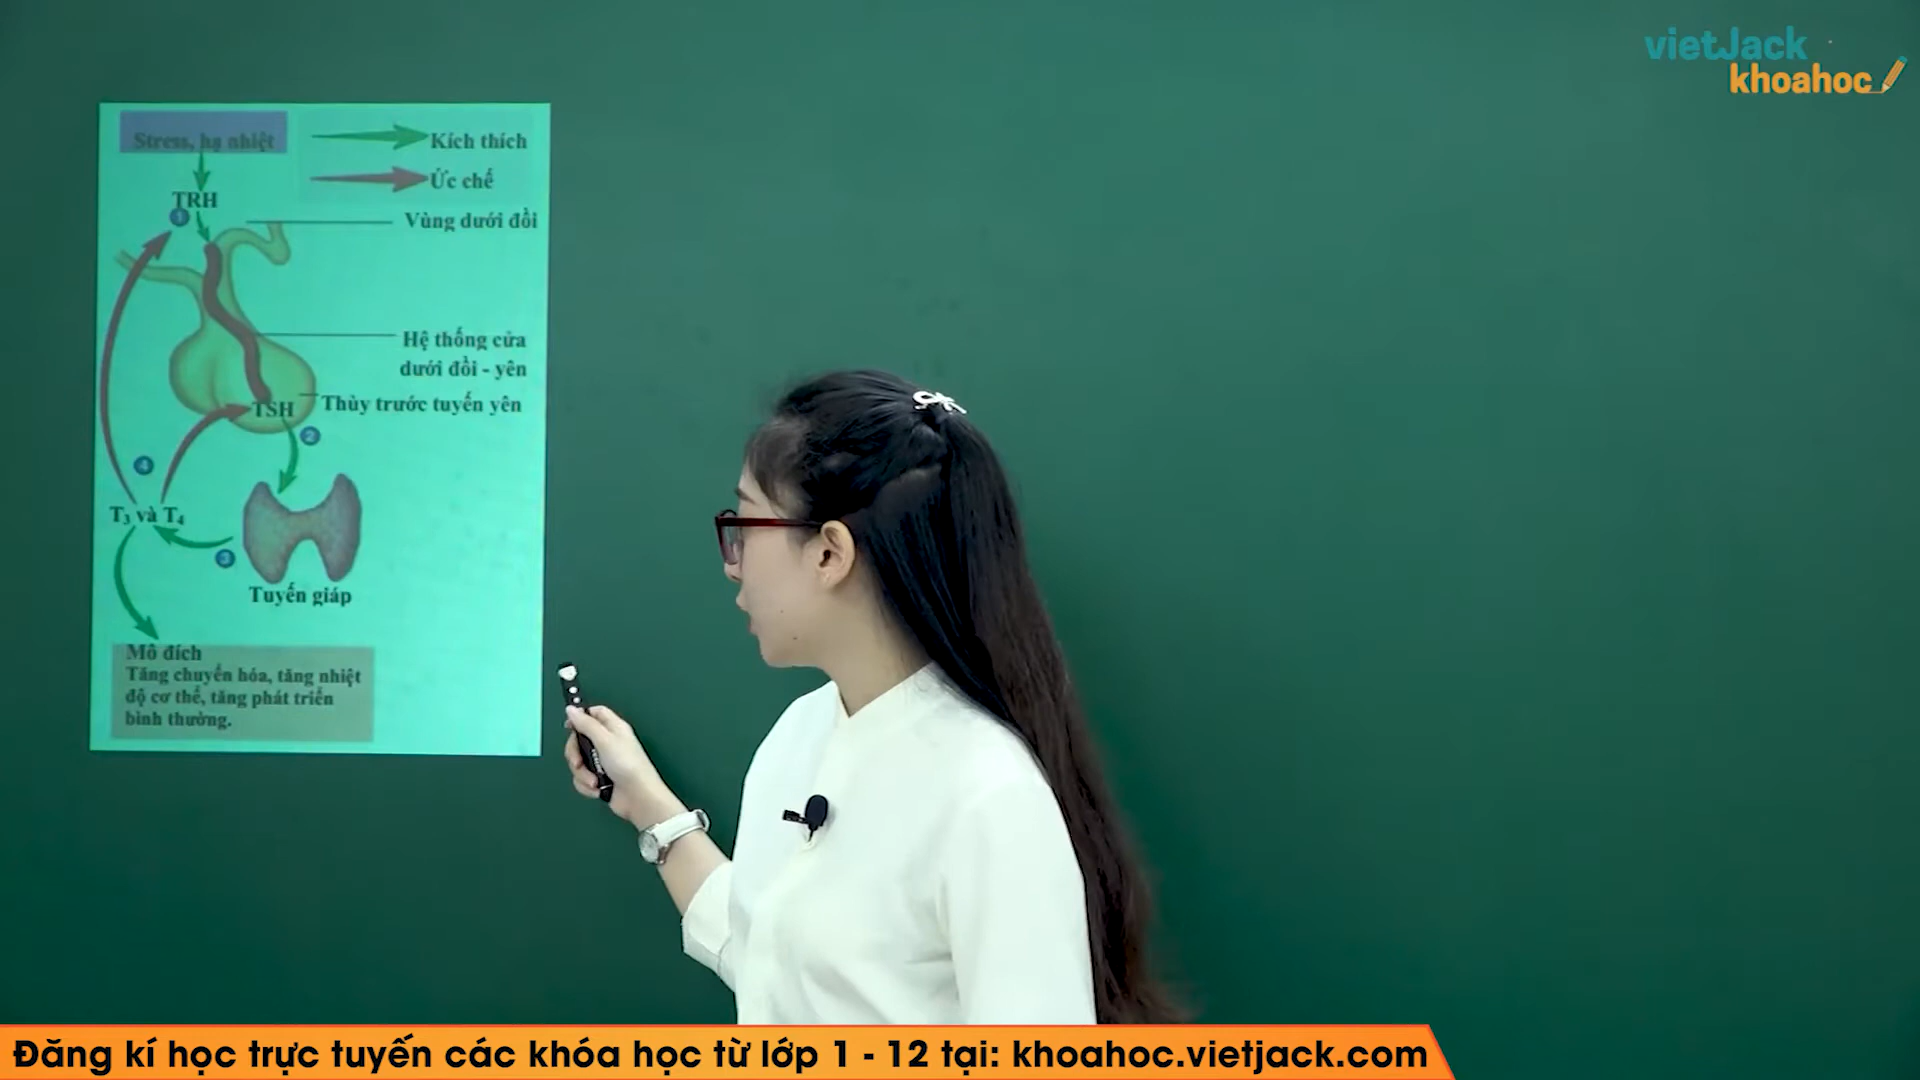 vietJack
khoahoc
Stress, hạ nhiệt
Kích thích
Ức chế
TRH
1
Vùng dưới đồi
Hệ thống cửa
dưới đồi - yên
TSH
Thùy trước tuyến yên
2
4
T3 và T4
3
Tuyến giáp
Mô đích
Tăng chuyển hóa, tăng nhiệt
độ cơ thể, tăng phát triển
bình thường.
Đăng kí học trực tuyến các khóa học từ lớp 1 - 12 tại: khoahoc.vietjack.com